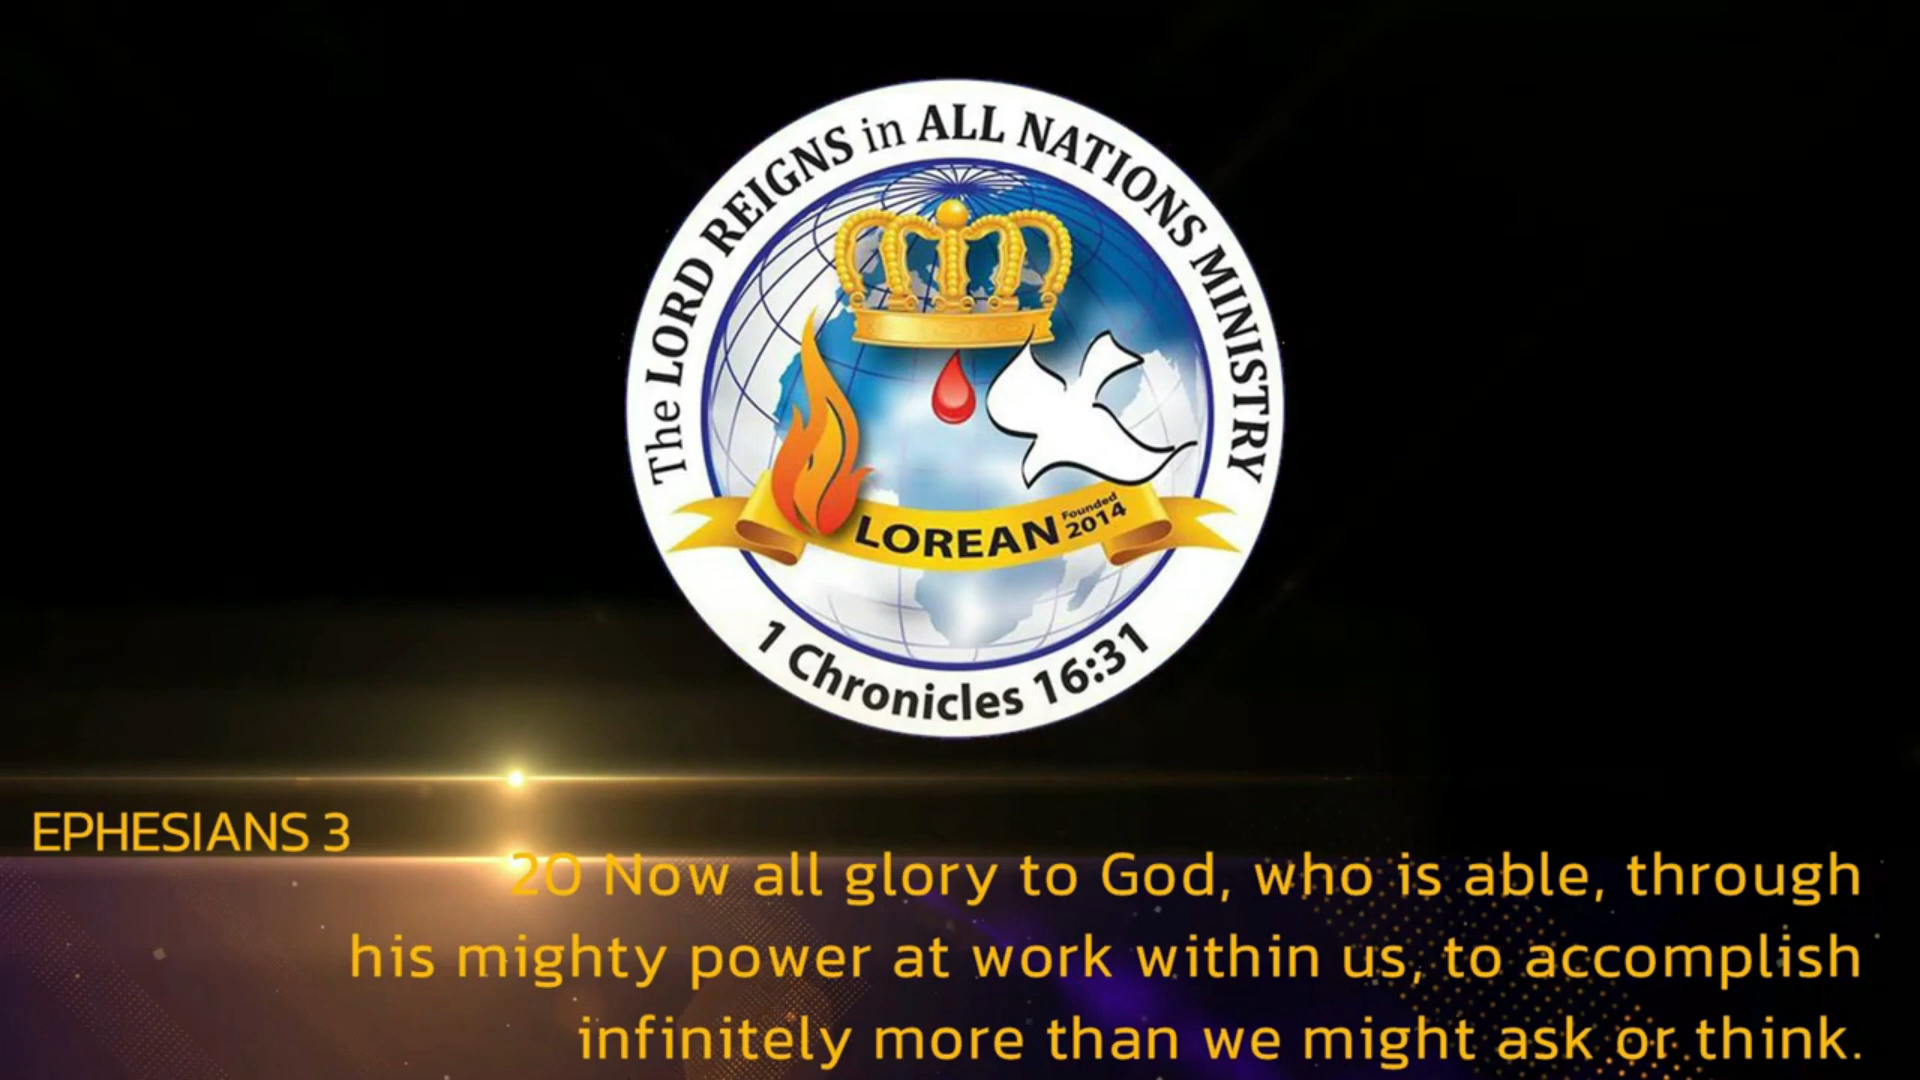 The LORD REIGNS in ALL NATIONS MINISTRY
LOREAN
Founded
2014
1 Chronicles 16:31
EPHESIANS 3
20 Now all glory to God, who is able, through
his mighty power at work within us, to accomplish
infinitely more than we might ask or think.